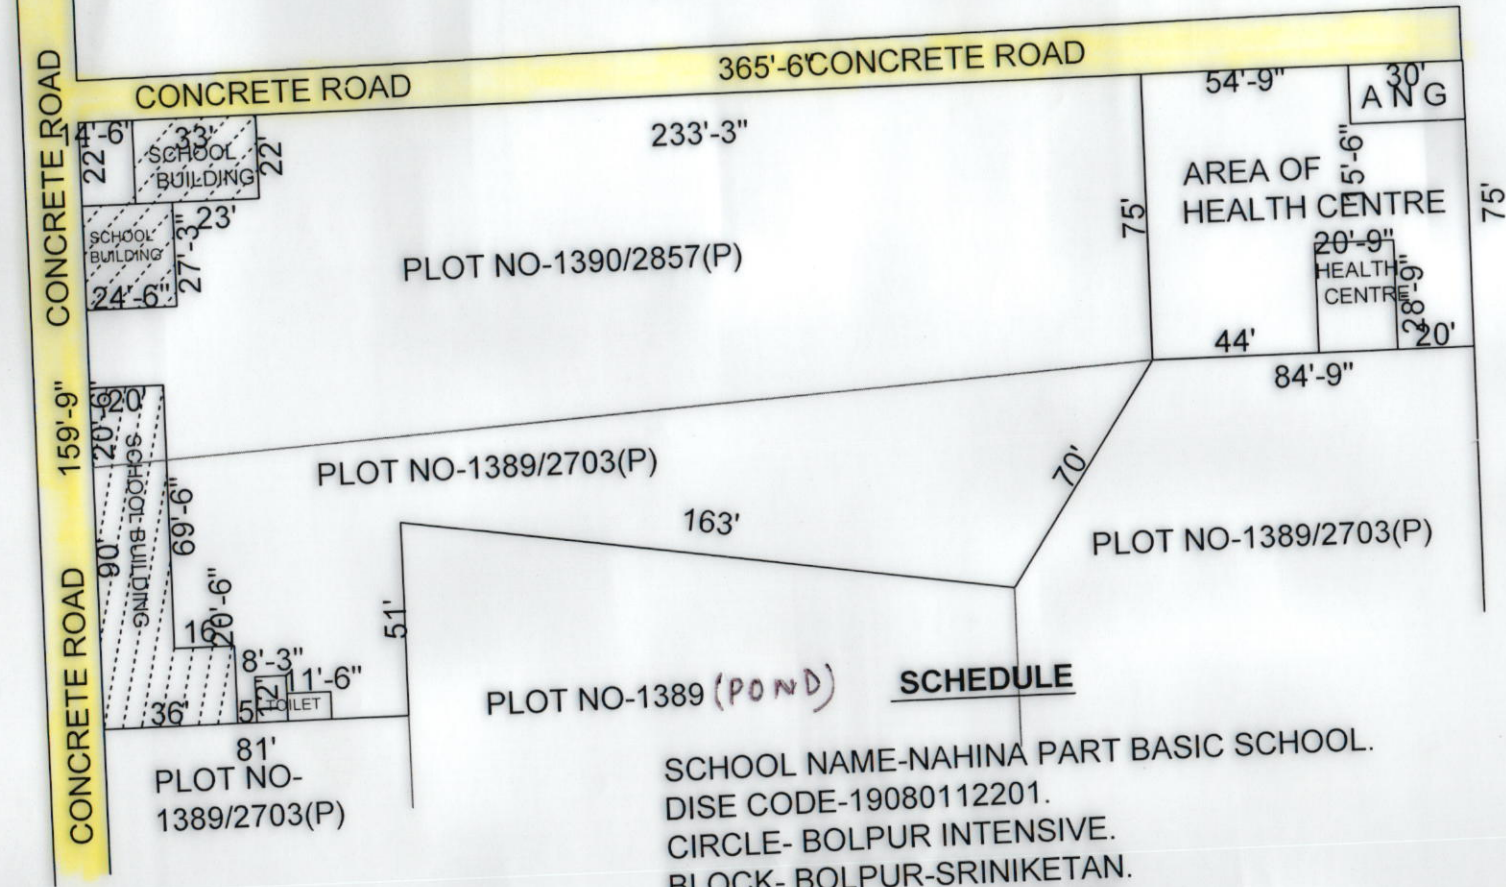 CONCRETE ROAD
365'-6" CONCRETE ROAD
CONCRETE ROAD
14'-6"
33'
22'
SCHOOL
BUILDING
22'
233'-3"
54'-9"
30'
A N G
15'-6"
AREA OF
HEALTH CENTRE
75'
75'
23'
SCHOOL
BUILDING
27'-3"
24'-6"
PLOT NO-1390/2857(P)
20'-9"
HEALTH
CENTRE
28'-9"
44'
20'
84'-9"
159'-9"
20'
20'-6"
SCHOOL BUILDING
PLOT NO-1389/2703(P)
70'
69'-6"
90'
163'
PLOT NO-1389/2703(P)
CONCRETE ROAD
16'
20'-6"
51'
8'-3"
11'-6"
12'
TOILET
36'
5'
81'
PLOT NO-1389 (POND)
SCHEDULE
PLOT NO-
1389/2703(P)
SCHOOL NAME-NAHINA PART BASIC SCHOOL.
DISE CODE-19080112201.
CIRCLE- BOLPUR INTENSIVE.
BLOCK- BOLPUR-SRINIKETAN.